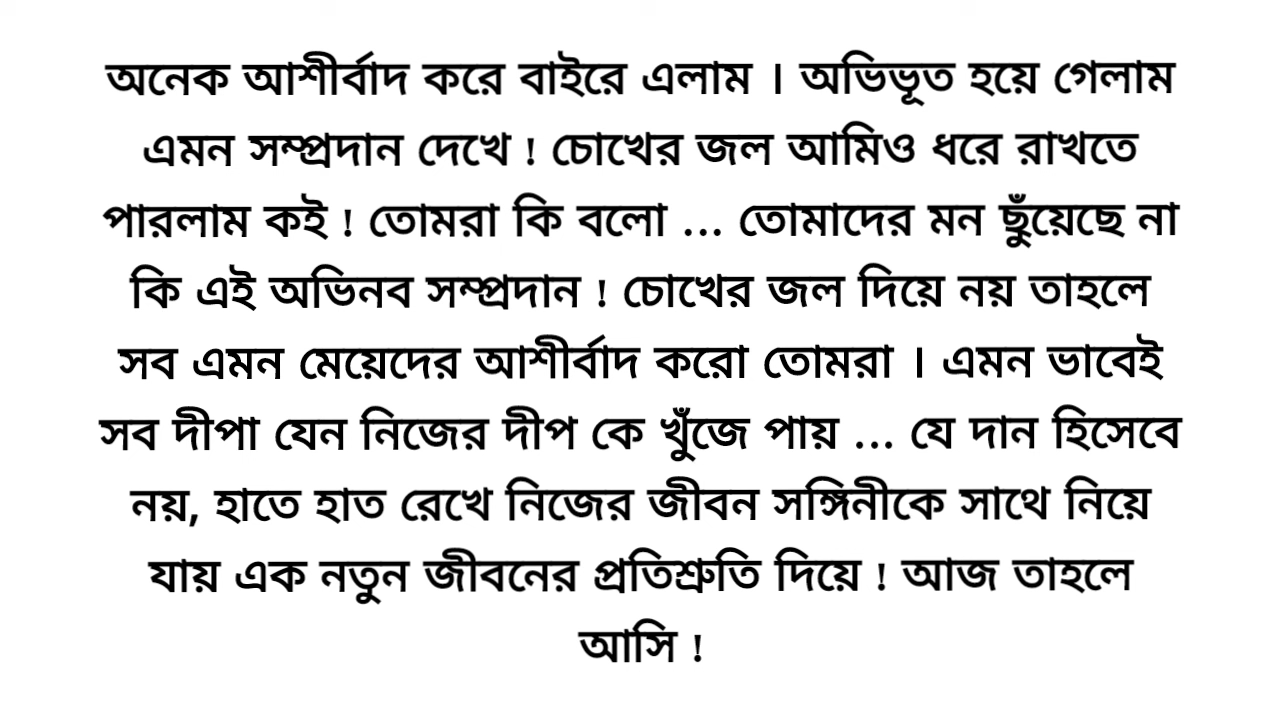 অনেক আশীর্বাদ করে বাইরে এলাম । অভিভূত হয়ে গেলাম
এমন সম্প্রদান দেখে ! চোখের জল আমিও ধরে রাখতে
পারলাম কই ! তোমরা কি বলো ... তোমাদের মন ছুঁয়েছে না
কি এই অভিনব সম্প্রদান ! চোখের জল দিয়ে নয় তাহলে
সব এমন মেয়েদের আশীর্বাদ করো তোমরা । এমন ভাবেই
সব দীপা যেন নিজের দীপ কে খুঁজে পায় ... যে দান হিসেবে
নয়, হাতে হাত রেখে নিজের জীবন সঙ্গিনীকে সাথে নিয়ে
যায় এক নতুন জীবনের প্রতিশ্রুতি দিয়ে ! আজ তাহলে
আসি !